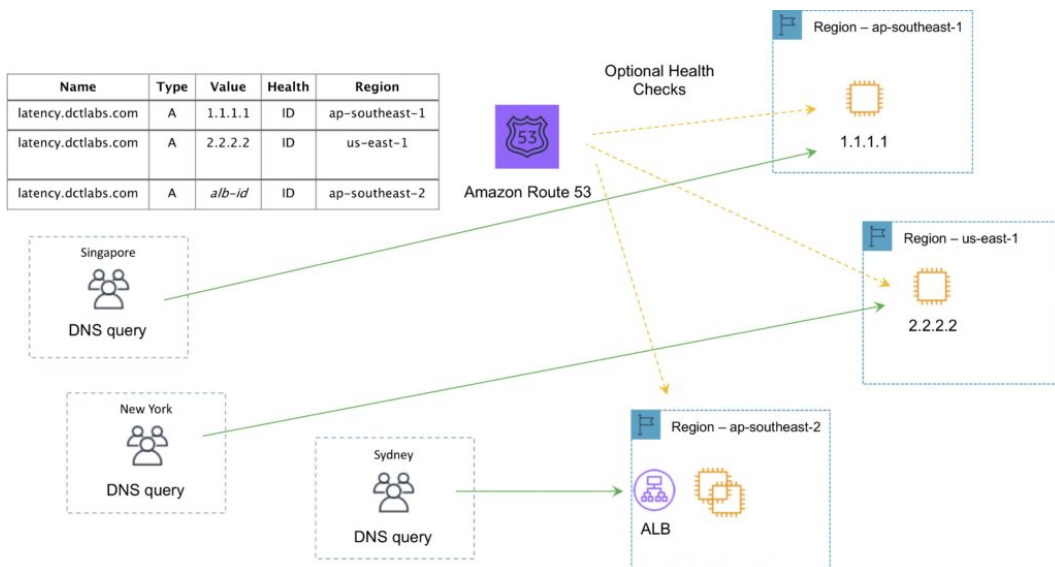 Region – ap-southeast-1
Optional Health
Checks
Name Type Value Health Region
latency.dctlabs.com A 1.1.1.1 ID ap-southeast-1
latency.dctlabs.com A 2.2.2.2 ID us-east-1
latency.dctlabs.com A alb-id ID ap-southeast-2
53
Amazon Route 53
1.1.1.1
Region – us-east-1
2.2.2.2
Singapore
DNS query
New York
DNS query
Sydney
DNS query
Region – ap-southeast-2
ALB